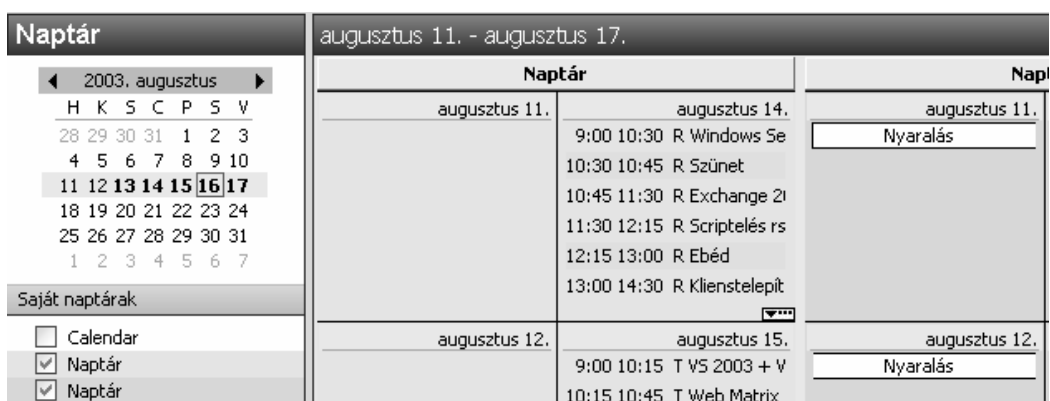 Naptár
2003. augusztus
H K S C P S V
28 29 30 31 1 2 3
4 5 6 7 8 9 10
11 12 13 14 15 16 17
18 19 20 21 22 23 24
25 26 27 28 29 30 31
1 2 3 4 5 6 7
Saját naptárak
Calendar
Naptár
Naptár
augusztus 11. - augusztus 17.
Naptár
augusztus 11.
augusztus 12.
augusztus 14.
9:00 10:30 R Windows Se
10:30 10:45 R Szünet
10:45 11:30 R Exchange 2
11:30 12:15 R Scriptelés rs
12:15 13:00 R Ebéd
13:00 14:30 R Klienstelepít
augusztus 15.
9:00 10:15 T VS 2003 + V
10:15 10:45 T Web Matrix
Napt
augusztus 11.
Nyaralás
augusztus 12.
Nyaralás